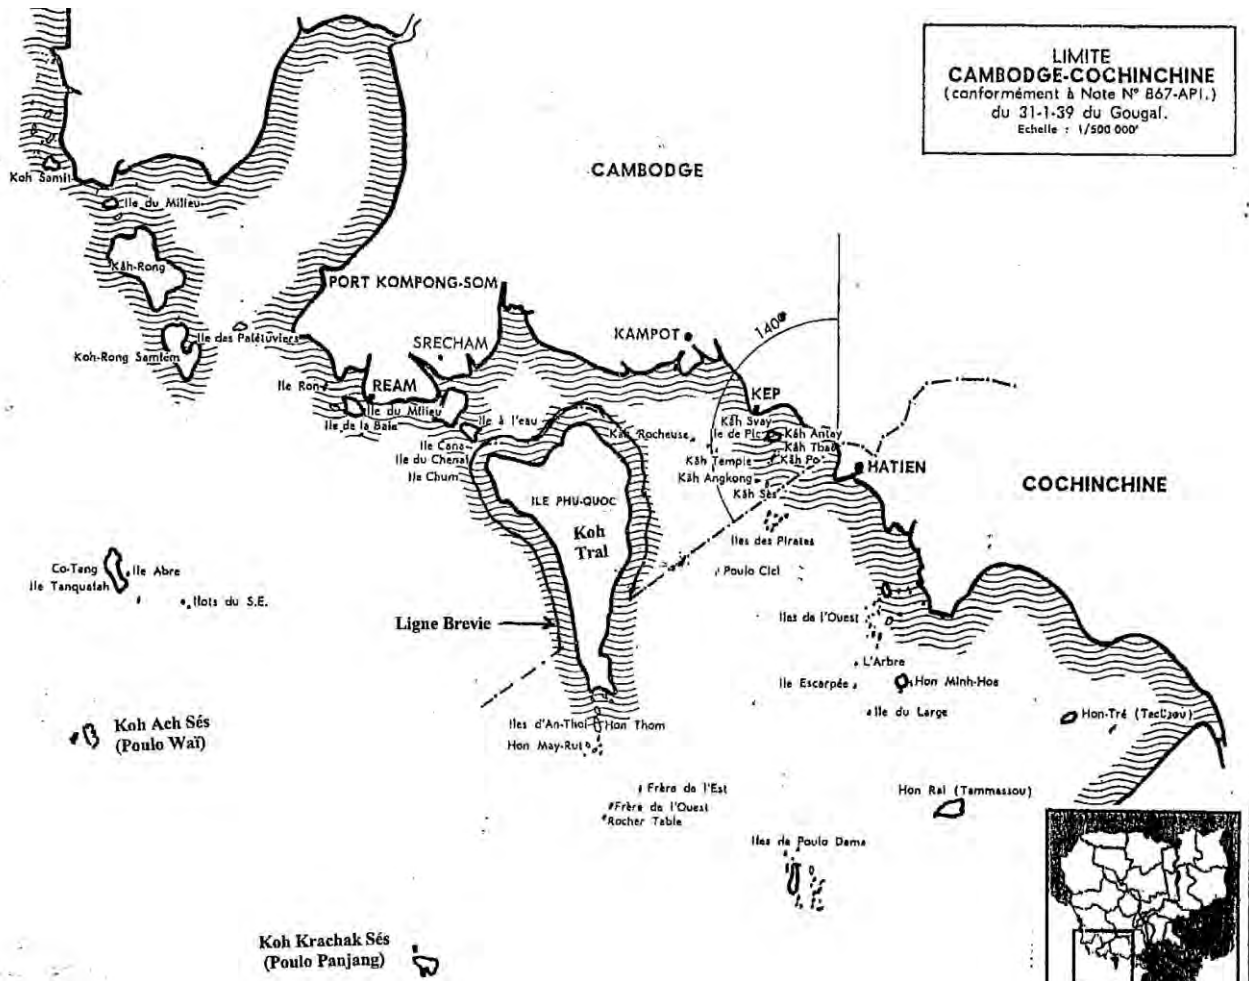 LIMITE
CAMBODGE-COCHINCHINE
(conformément à Note N° 867-API.)
du 31-1-39 du Gougal.
Echelle : 1/500 000°
CAMBODGE
Koh Samit
Ile du Milieu
Kâh-Rong
PORT KOMPONG-SOM
Ile des Palétuviers
Koh-Rong Samlem
SRECHAM
KAMPOT
140°
Ile Ron
REAM
KEP
Ile du Milieu
Ile de la Baie
Ile à l'eau
Kâh Rocheuse
Kâh Svay
Ile de Pic
Kâh Antay
Kâh Tbal
Ile Cana
Ile du Chenal
Kâh Temple
Kâh Po
HATIEN
Ile Chum
Kâh Angkong
Kâh Sès
COCHINCHINE
ILE PHU-QUOC
Koh
Tral
Iles des Pirates
Co-Tang
Ile Abre
Poulo Cici
Ile Tanqualah
Ilots du S.E.
Ligne Brevie
Iles de l'Ouest
L'Arbre
Ile Escarpée
Hon Minh-Hoa
Ile du Large
Hon-Tré
Koh Ach Sés
(Poulo Waï)
Iles d'An-Thoi
Hon Thom
Hon May-Rut
Frère de l'Est
Frère de l'Ouest
Rocher Table
Hon Rai (Tammassou)
Iles de Poulo Dama
Koh Krachak Sés
(Poulo Panjang)